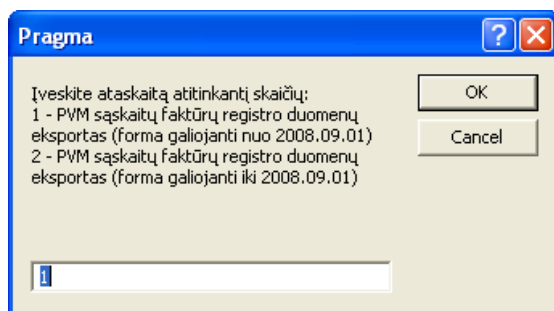 Pragma
Įveskite ataskaitą atitinkantį skaičių:
1 - PVM sąskaitų faktūrų registro duomenų
eksportas (forma galiojanti nuo 2008.09.01)
2 - PVM sąskaitų faktūrų registro duomenų
eksportas (forma galiojanti iki 2008.09.01)
OK
Cancel
1